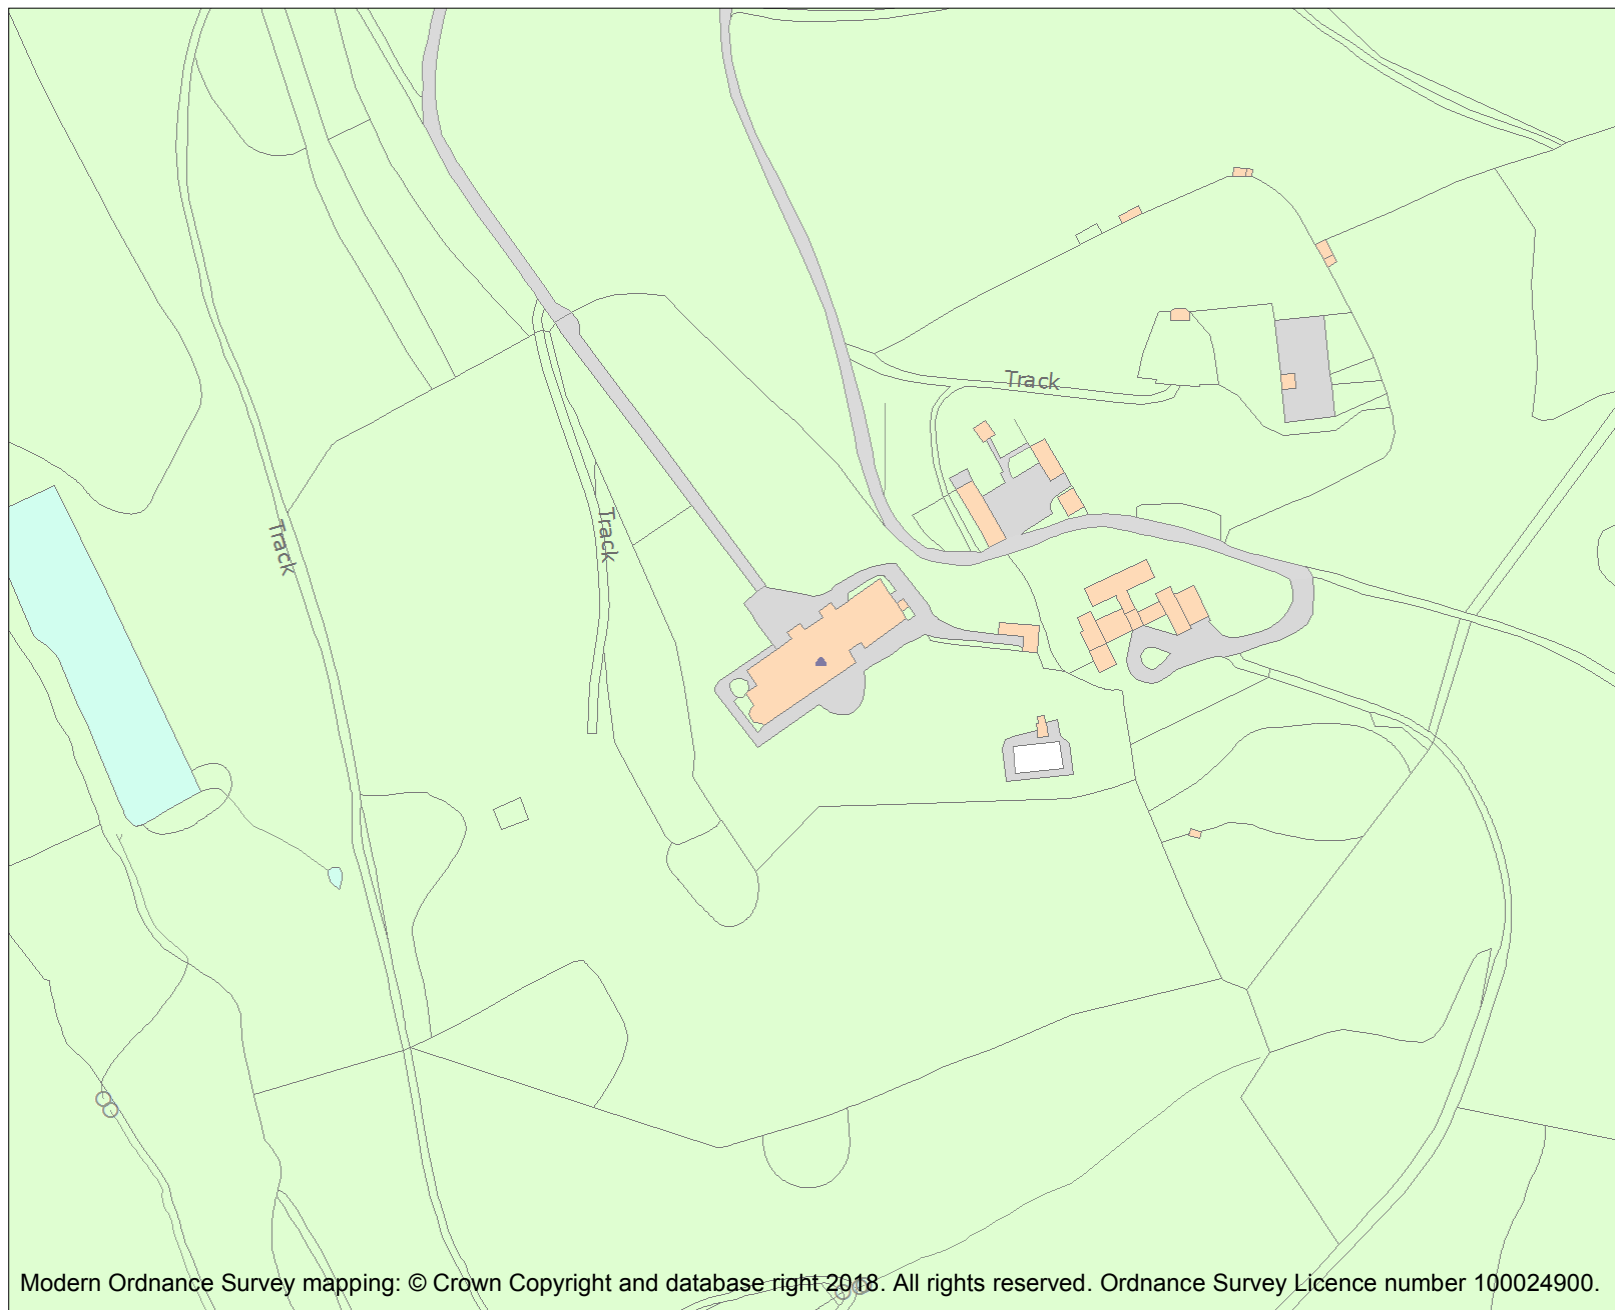 Track
Track
Track
Modern Ordnance Survey mapping: © Crown Copyright and database right 2018. All rights reserved. Ordnance Survey Licence number 100024900.